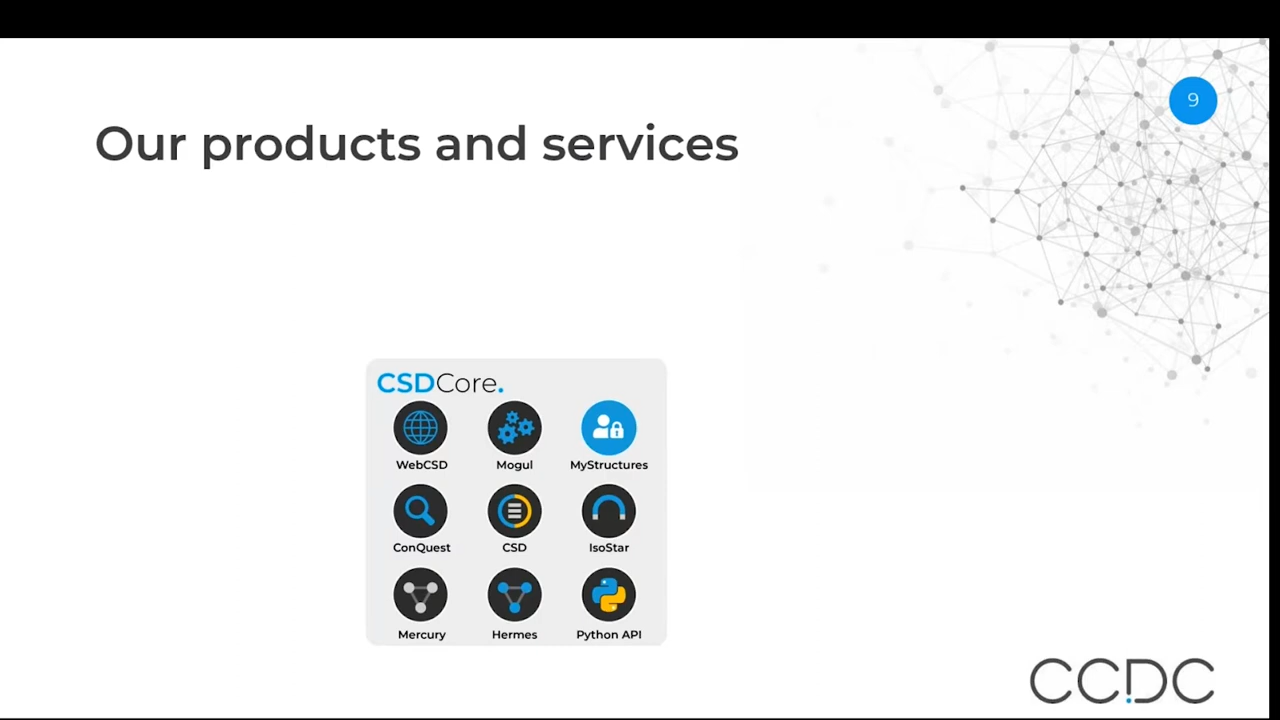 9
Our products and services
CSDCore.
WebCSD Mogul MyStructures
ConQuest CSD IsoStar
Mercury Hermes Python API
CCDC